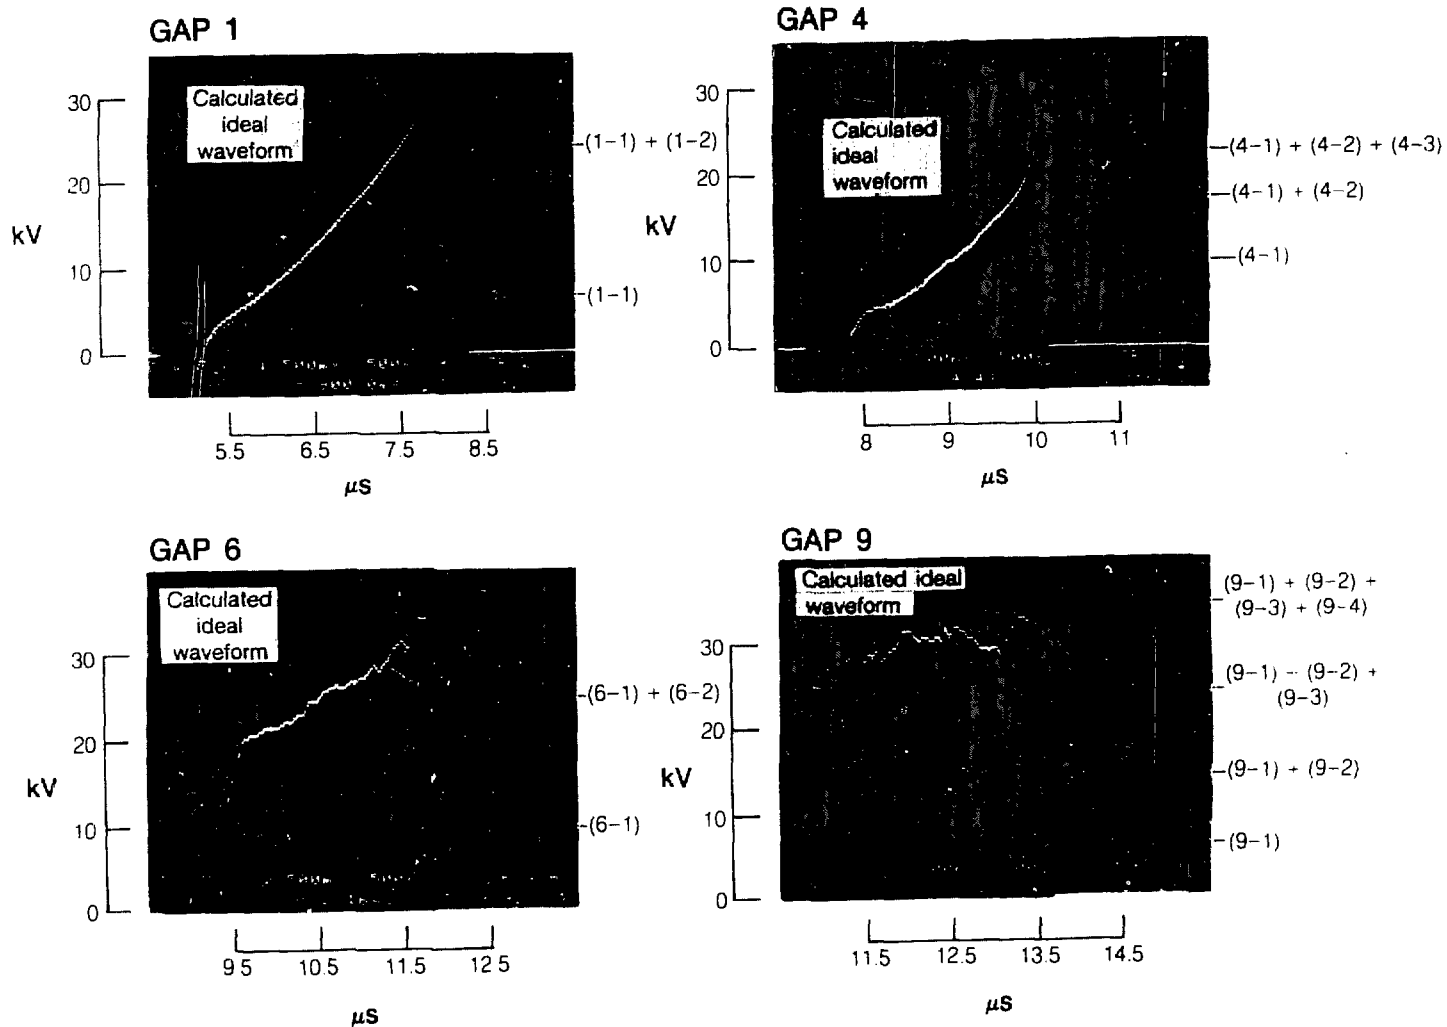 GAP 1
Calculated
ideal
waveform
30
20
10
0
kV
(1-1) + (1-2)
(1-1)
5.5 6.5 7.5 8.5
μs
GAP 4
Calculated
ideal
waveform
30
20
10
0
kV
(4-1) + (4-2) + (4-3)
(4-1) + (4-2)
(4-1)
8 9 10 11
μs
GAP 6
Calculated
ideal
waveform
30
20
10
0
kV
(6-1) + (6-2)
(6-1)
9 5 10.5 11.5 12 5
μs
GAP 9
Calculated ideal
waveform
30
20
10
0
kV
(9-1) + (9-2) +
(9-3) + (9-4)
(9-1) - (9-2) +
(9-3)
(9-1) + (9-2)
(9-1)
11.5 12.5 13.5 14.5
μs